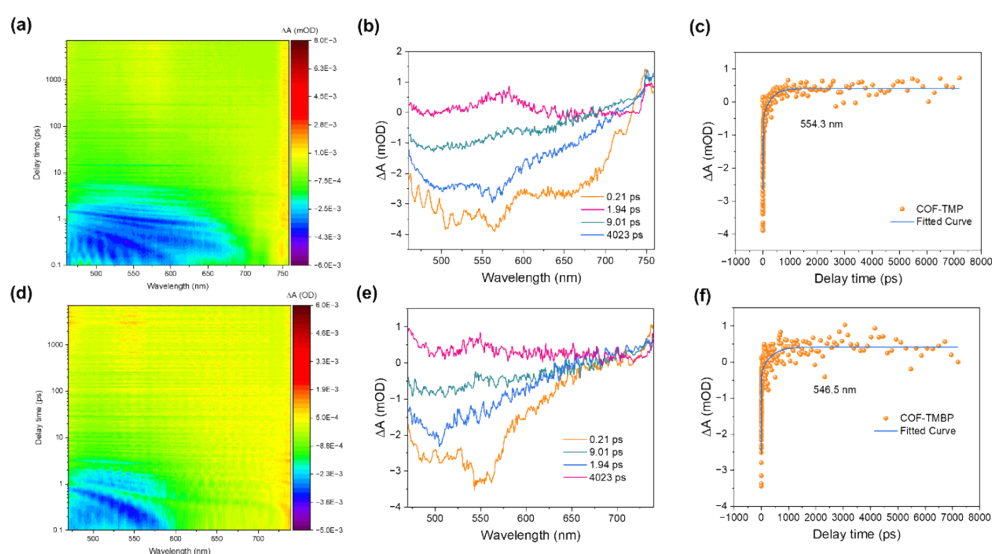 (a)
ΔA (mOD)
8.0E-3
6.3E-3
4.5E-3
2.8E-3
1.0E-3
-7.5E-4
-2.5E-3
-4.3E-3
-6.0E-3
1000
100
10
1
0.1
Delay time (ps)
500 550 600 650 700 750
Wavelength (nm)
(b)
2
1
0
−1
−2
−3
−4
ΔA (mOD)
0.21 ps
1.94 ps
9.01 ps
4023 ps
500 550 600 650 700 750
Wavelength (nm)
(c)
2
1
0
−1
−2
−3
−4
ΔA (mOD)
554.3 nm
COF-TMP
Fitted Curve
−1000 0 1000 2000 3000 4000 5000 6000 7000 8000
Delay time (ps)
(d)
ΔA (OD)
6.0E-3
4.6E-3
3.3E-3
1.9E-3
5.0E-4
-8.8E-4
-2.3E-3
-3.6E-3
-5.0E-3
1000
100
10
1
0.1
Delay time (ps)
500 550 600 650 700
Wavelength (nm)
(e)
1
0
−1
−2
−3
−4
ΔA (mOD)
0.21 ps
9.01 ps
1.94 ps
4023 ps
500 550 600 650 700
Wavelength (nm)
(f)
1
0
−1
−2
−3
−4
ΔA (mOD)
546.5 nm
COF-TMBP
Fitted Curve
−1000 0 1000 2000 3000 4000 5000 6000 7000 8000
Delay time (ps)